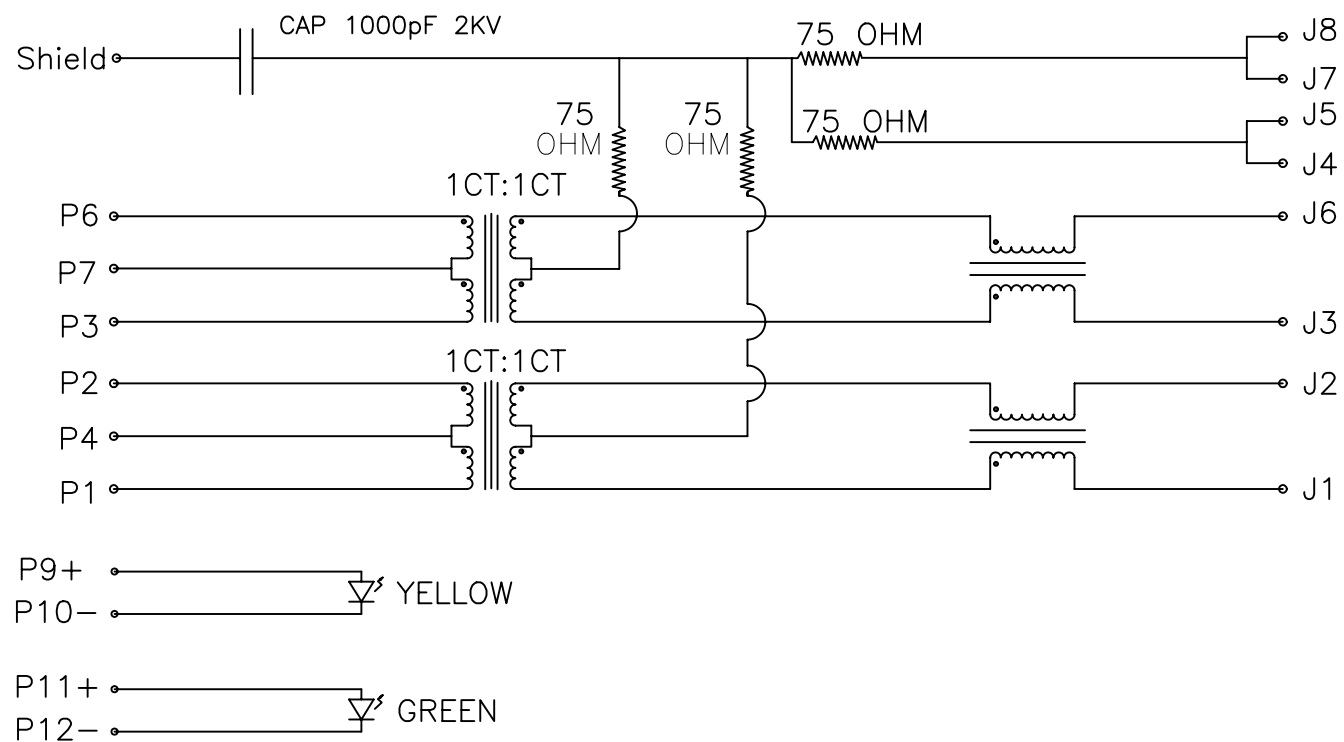 CAP 1000pF 2KV
Shield
75 OHM
J8
J7
75
OHM
75
OHM
75 OHM
J5
J4
1CT:1CT
P6
J6
P7
P3
J3
1CT:1CT
P2
J2
P4
P1
J1
P9+
YELLOW
P10-
P11+
GREEN
P12-